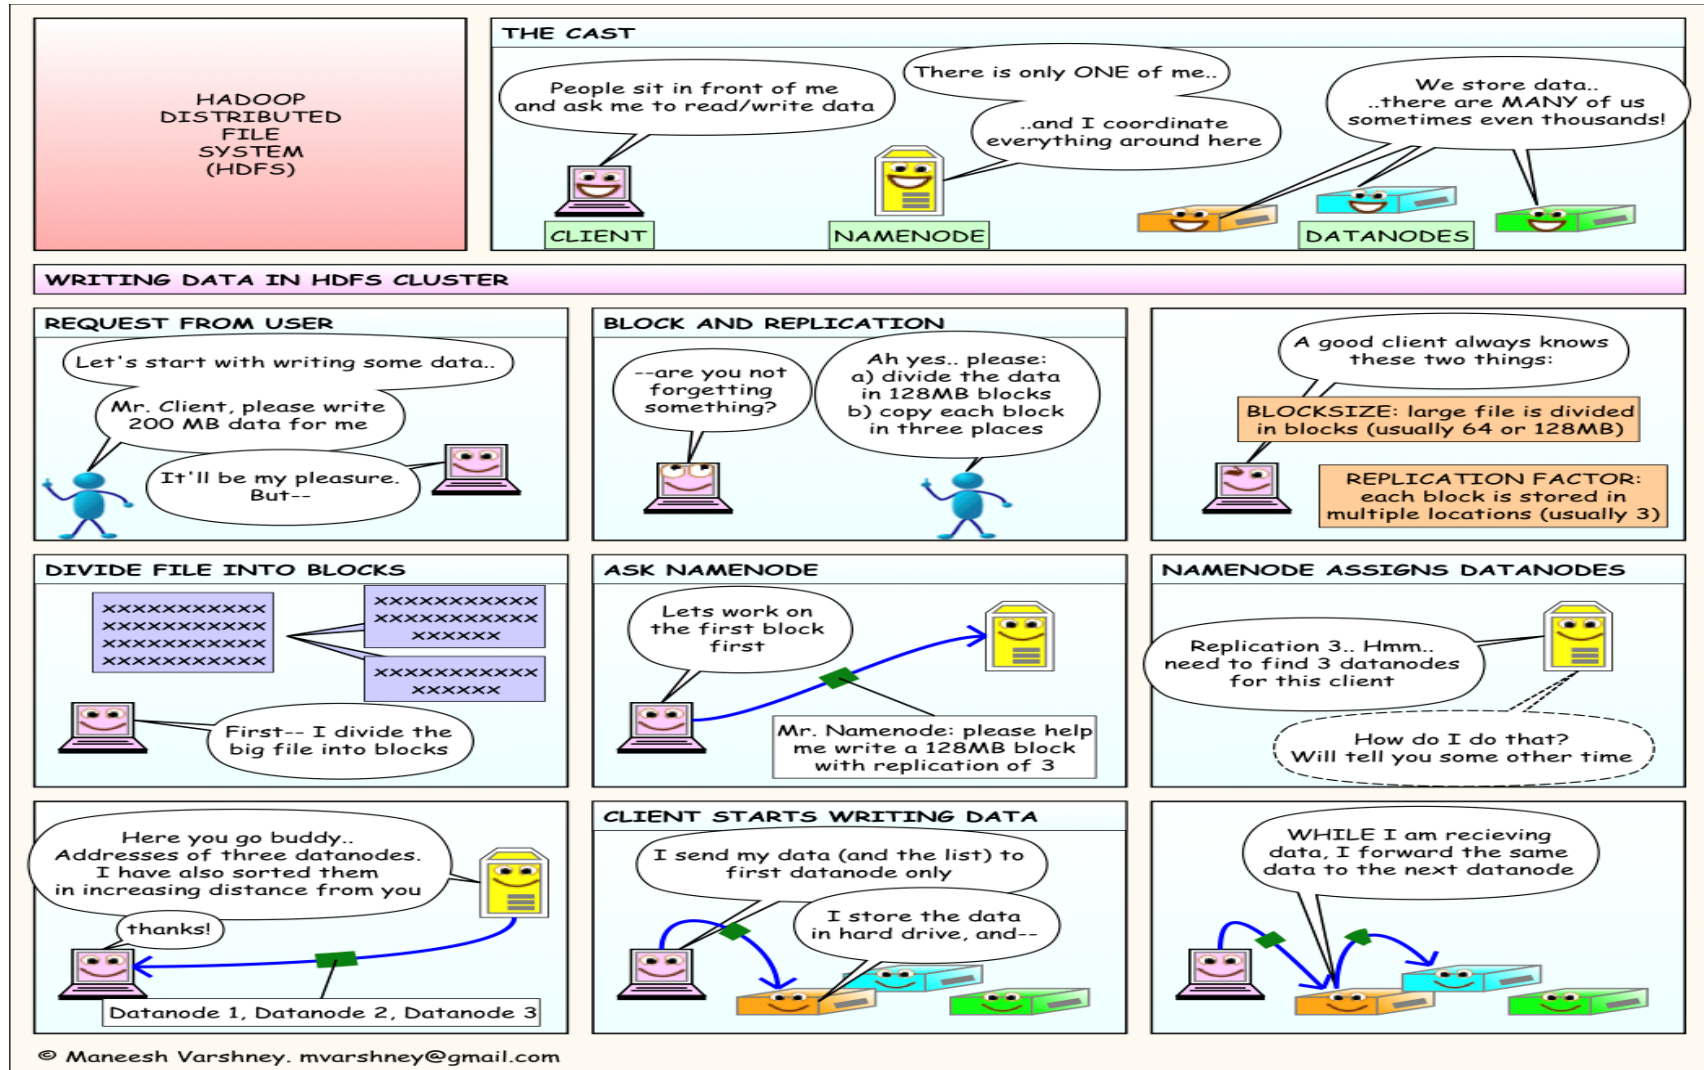 HADOOP
DISTRIBUTED
FILE
SYSTEM
(HDFS)
THE CAST
People sit in front of me
and ask me to read/write data
There is only ONE of me..
..and I coordinate
everything around here
We store data..
..there are MANY of us
sometimes even thousands!
CLIENT
NAMENODE
DATANODES
WRITING DATA IN HDFS CLUSTER
REQUEST FROM USER
Let's start with writing some data..
Mr. Client, please write
200 MB data for me
It'll be my pleasure.
But--
BLOCK AND REPLICATION
--are you not
forgetting
something?
Ah yes.. please:
a) divide the data
in 128MB blocks
b) copy each block
in three places
A good client always knows
these two things:
BLOCKSIZE: large file is divided
in blocks (usually 64 or 128MB)
REPLICATION FACTOR:
each block is stored in
multiple locations (usually 3)
DIVIDE FILE INTO BLOCKS
xxxxxxxxxxx
xxxxxxxxxxx
xxxxxxxxxxx
xxxxxxxxxxx
xxxxxxxxxxx
xxxxxxxxxxx
xxxxxx
xxxxxxxxxxx
xxxxxx
First-- I divide the
big file into blocks
ASK NAMENODE
Lets work on
the first block
first
Mr. Namenode: please help
me write a 128MB block
with replication of 3
NAMENODE ASSIGNS DATANODES
Replication 3.. Hmm..
need to find 3 datanodes
for this client
How do I do that?
Will tell you some other time
Here you go buddy..
Addresses of three datanodes.
I have also sorted them
in increasing distance from you
thanks!
Datanode 1, Datanode 2, Datanode 3
CLIENT STARTS WRITING DATA
I send my data (and the list) to
first datanode only
I store the data
in hard drive, and--
WHILE I am recieving
data, I forward the same
data to the next datanode
© Maneesh Varshney. mvarshney@gmail.com